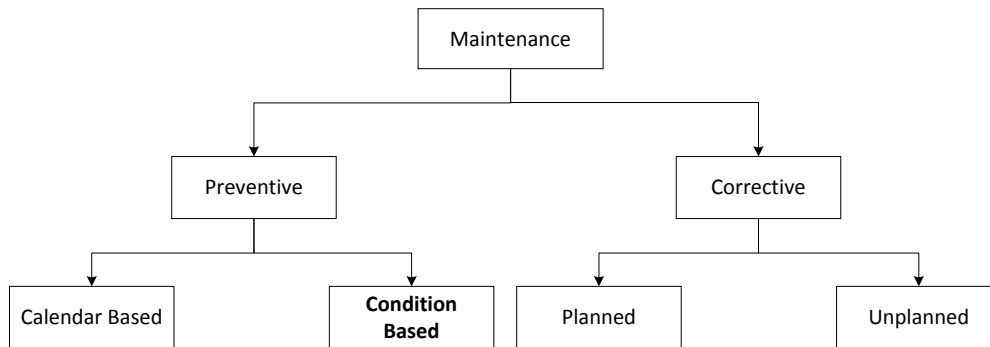 Maintenance
Preventive
Corrective
Calendar Based
Condition
Based
Planned
Unplanned